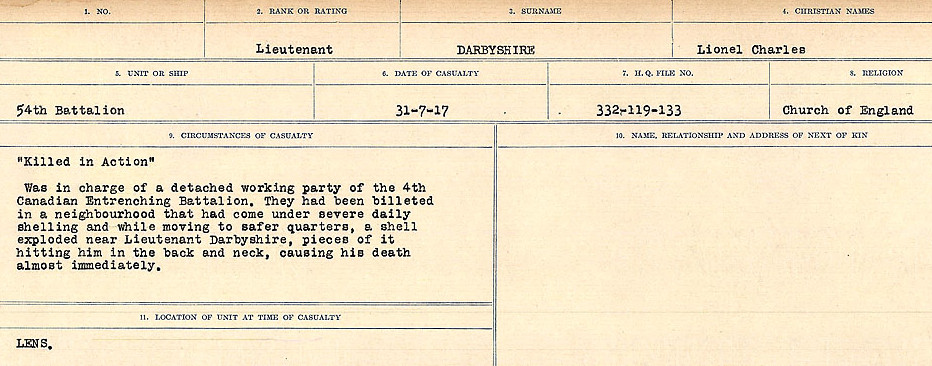 1. NO. 2. RANK OR RATING 3. SURNAME 4. CHRISTIAN NAMES
Lieutenant DARBYSHIRE Lionel Charles
5. UNIT OR SHIP 6. DATE OF CASUALTY 7. H.Q. FILE NO. 8. RELIGION
54th Battalion 31-7-17 332-119-133 Church of England
9. CIRCUMSTANCES OF CASUALTY 10. NAME, RELATIONSHIP AND ADDRESS OF NEXT OF KIN
"Killed in Action"
Was in charge of a detached working party of the 4th
Canadian Entrenching Battalion. They had been billeted
in a neighbourhood that had come under severe daily
shelling and while moving to safer quarters, a shell
exploded near Lieutenant Darbyshire, pieces of it
hitting him in the back and neck, causing his death
almost immediately.
11. LOCATION OF UNIT AT TIME OF CASUALTY
LENS.